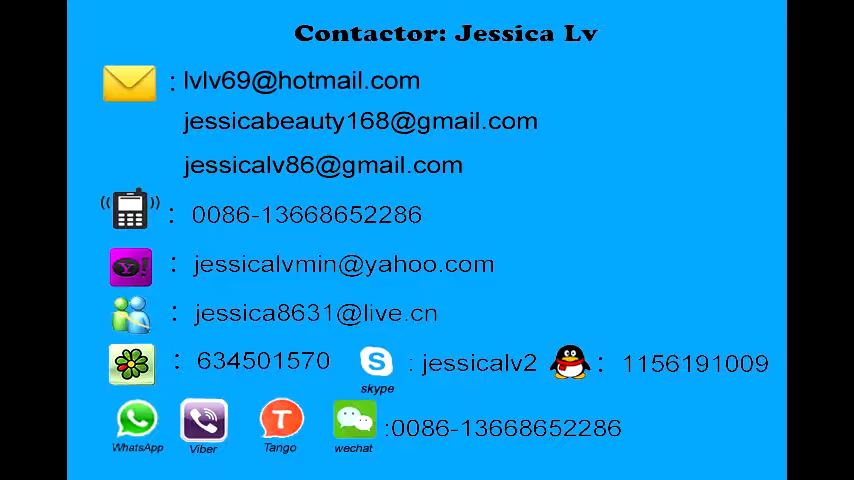 Contactor: Jessica Lv
: lvlv69@hotmail.com
jessicabeauty168@gmail.com
jessicalv86@gmail.com
: 0086-13668652286
Y! : jessicalvmin@yahoo.com
: jessica8631@live.cn
: 634501570 S skype : jessicalv2 : 1156191009
WhatsApp Viber T Tango wechat :0086-13668652286